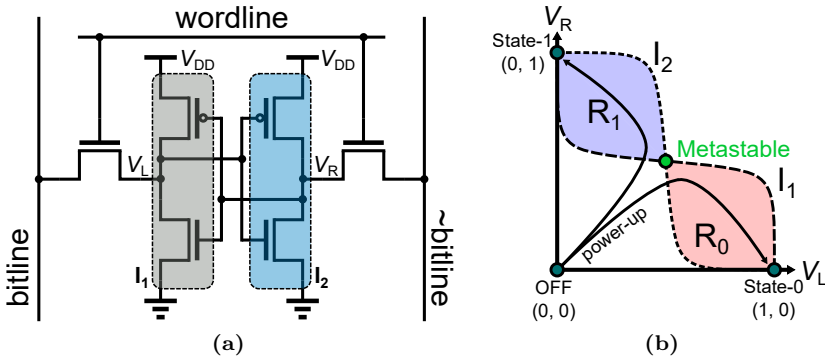 wordline
V_DD
V_DD
V_L
V_R
I_1
I_2
bitline
~bitline
(a)
V_R
State-1
(0, 1)
I_2
R_1
Metastable
I_1
power-up
R_0
V_L
OFF
(0, 0)
State-0
(1, 0)
(b)